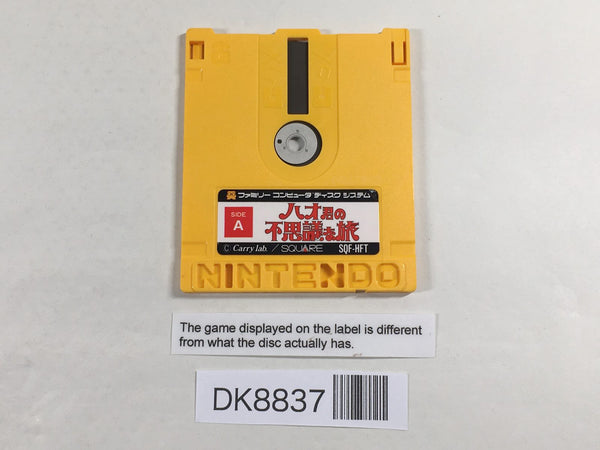 ファミリー コンピュータ ディスク システム
SIDE
A
ハオ君の
不思議な旅
© Carry lab. / SQUARE SQF-HFT
NINTENDO
The game displayed on the label is different
from what the disc actually has.
DK8837